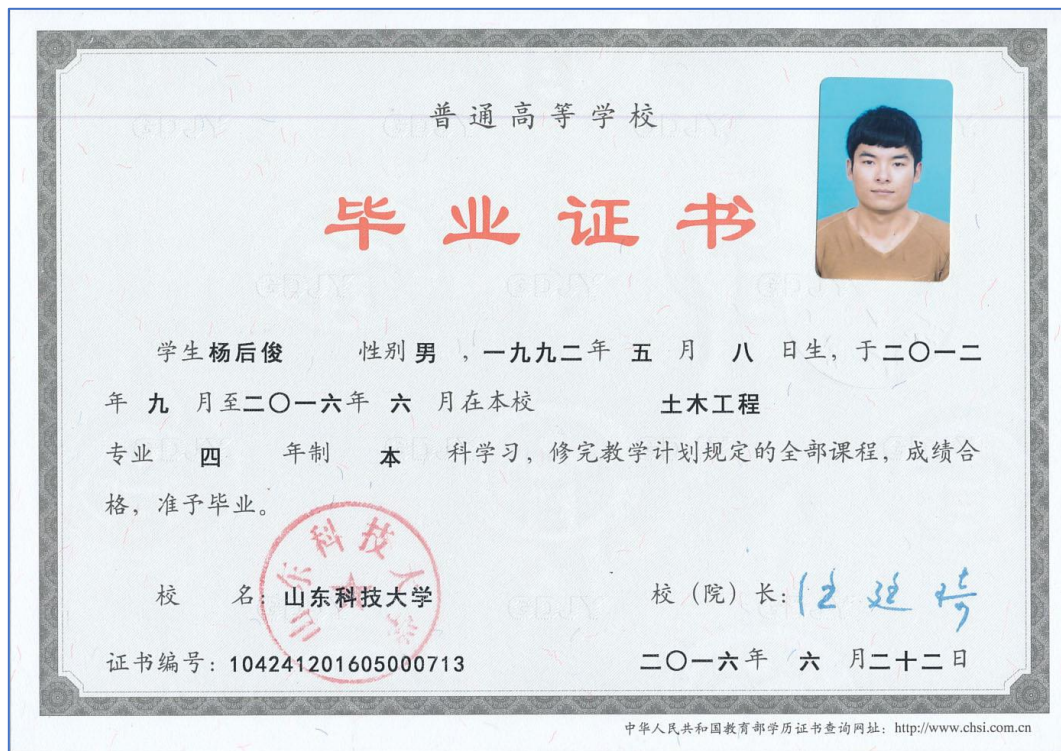 普通高等学校
毕业证书
学生杨后俊 性别男,一九九二年 五 月 八 日生,于二〇一二
年 九 月至二〇一六年 六 月在本校 土木工程
专业 四 年制 本 科学习,修完教学计划规定的全部课程,成绩合
格,准予毕业。
山东科技大学
校 名:山东科技大学 校(院)长:
证书编号:104241201605000713 二〇一六年 六 月二十二日
中华人民共和国教育部学历证书查询网址:http://www.chsi.com.cn